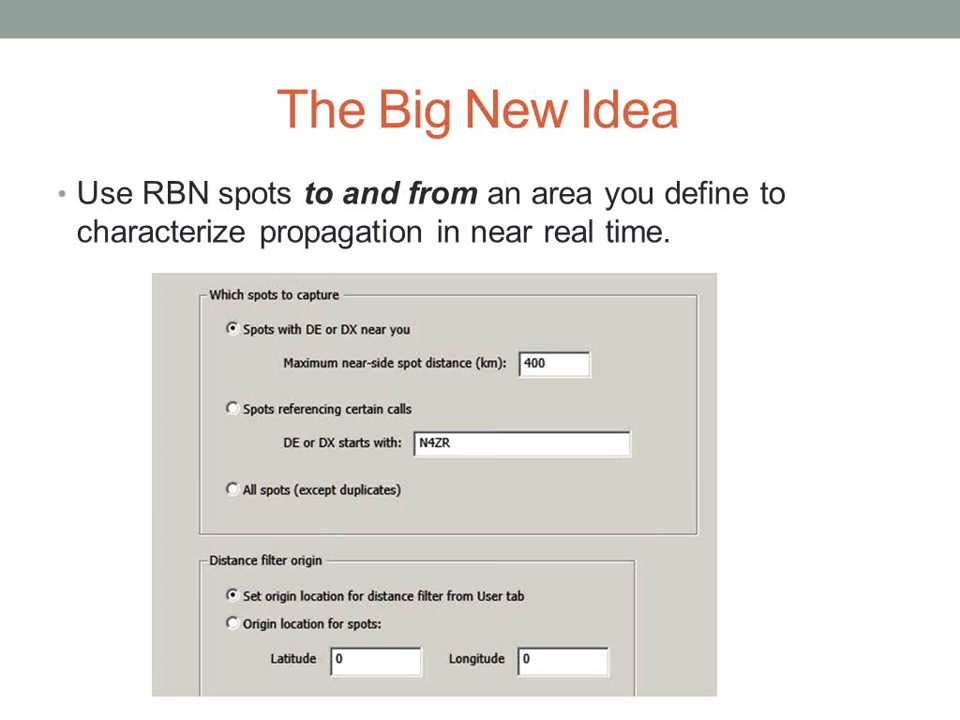 The Big New Idea
• Use RBN spots to and from an area you define to
characterize propagation in near real time.
Which spots to capture
Spots with DE or DX near you
Maximum near-side spot distance (km): 400
Spots referencing certain calls
DE or DX starts with: N4ZR
All spots (except duplicates)
Distance filter origin
Set origin location for distance filter from User tab
Origin location for spots:
Latitude 0 Longitude 0